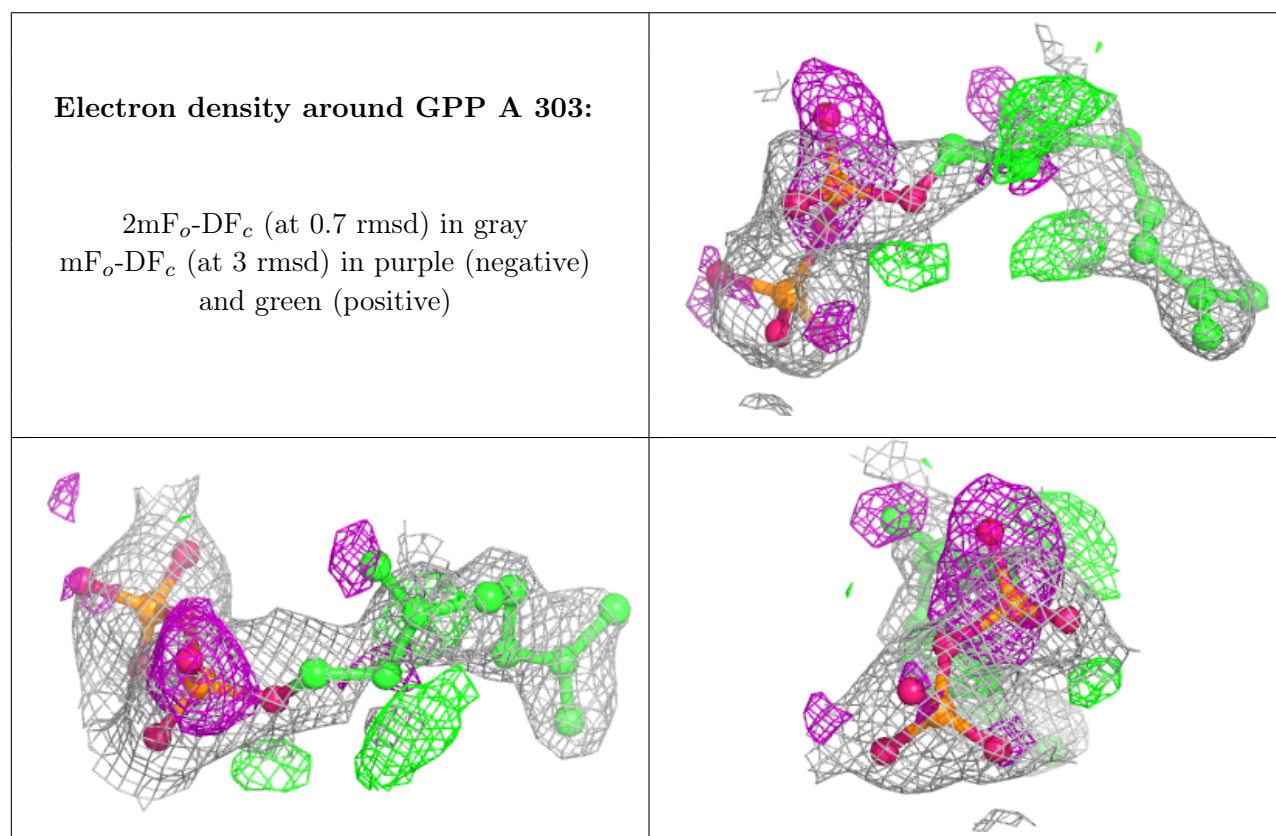 Electron density around GPP A 303:
2mFₒ-DF𝑐 (at 0.7 rmsd) in gray
mFₒ-DF𝑐 (at 3 rmsd) in purple (negative)
and green (positive)